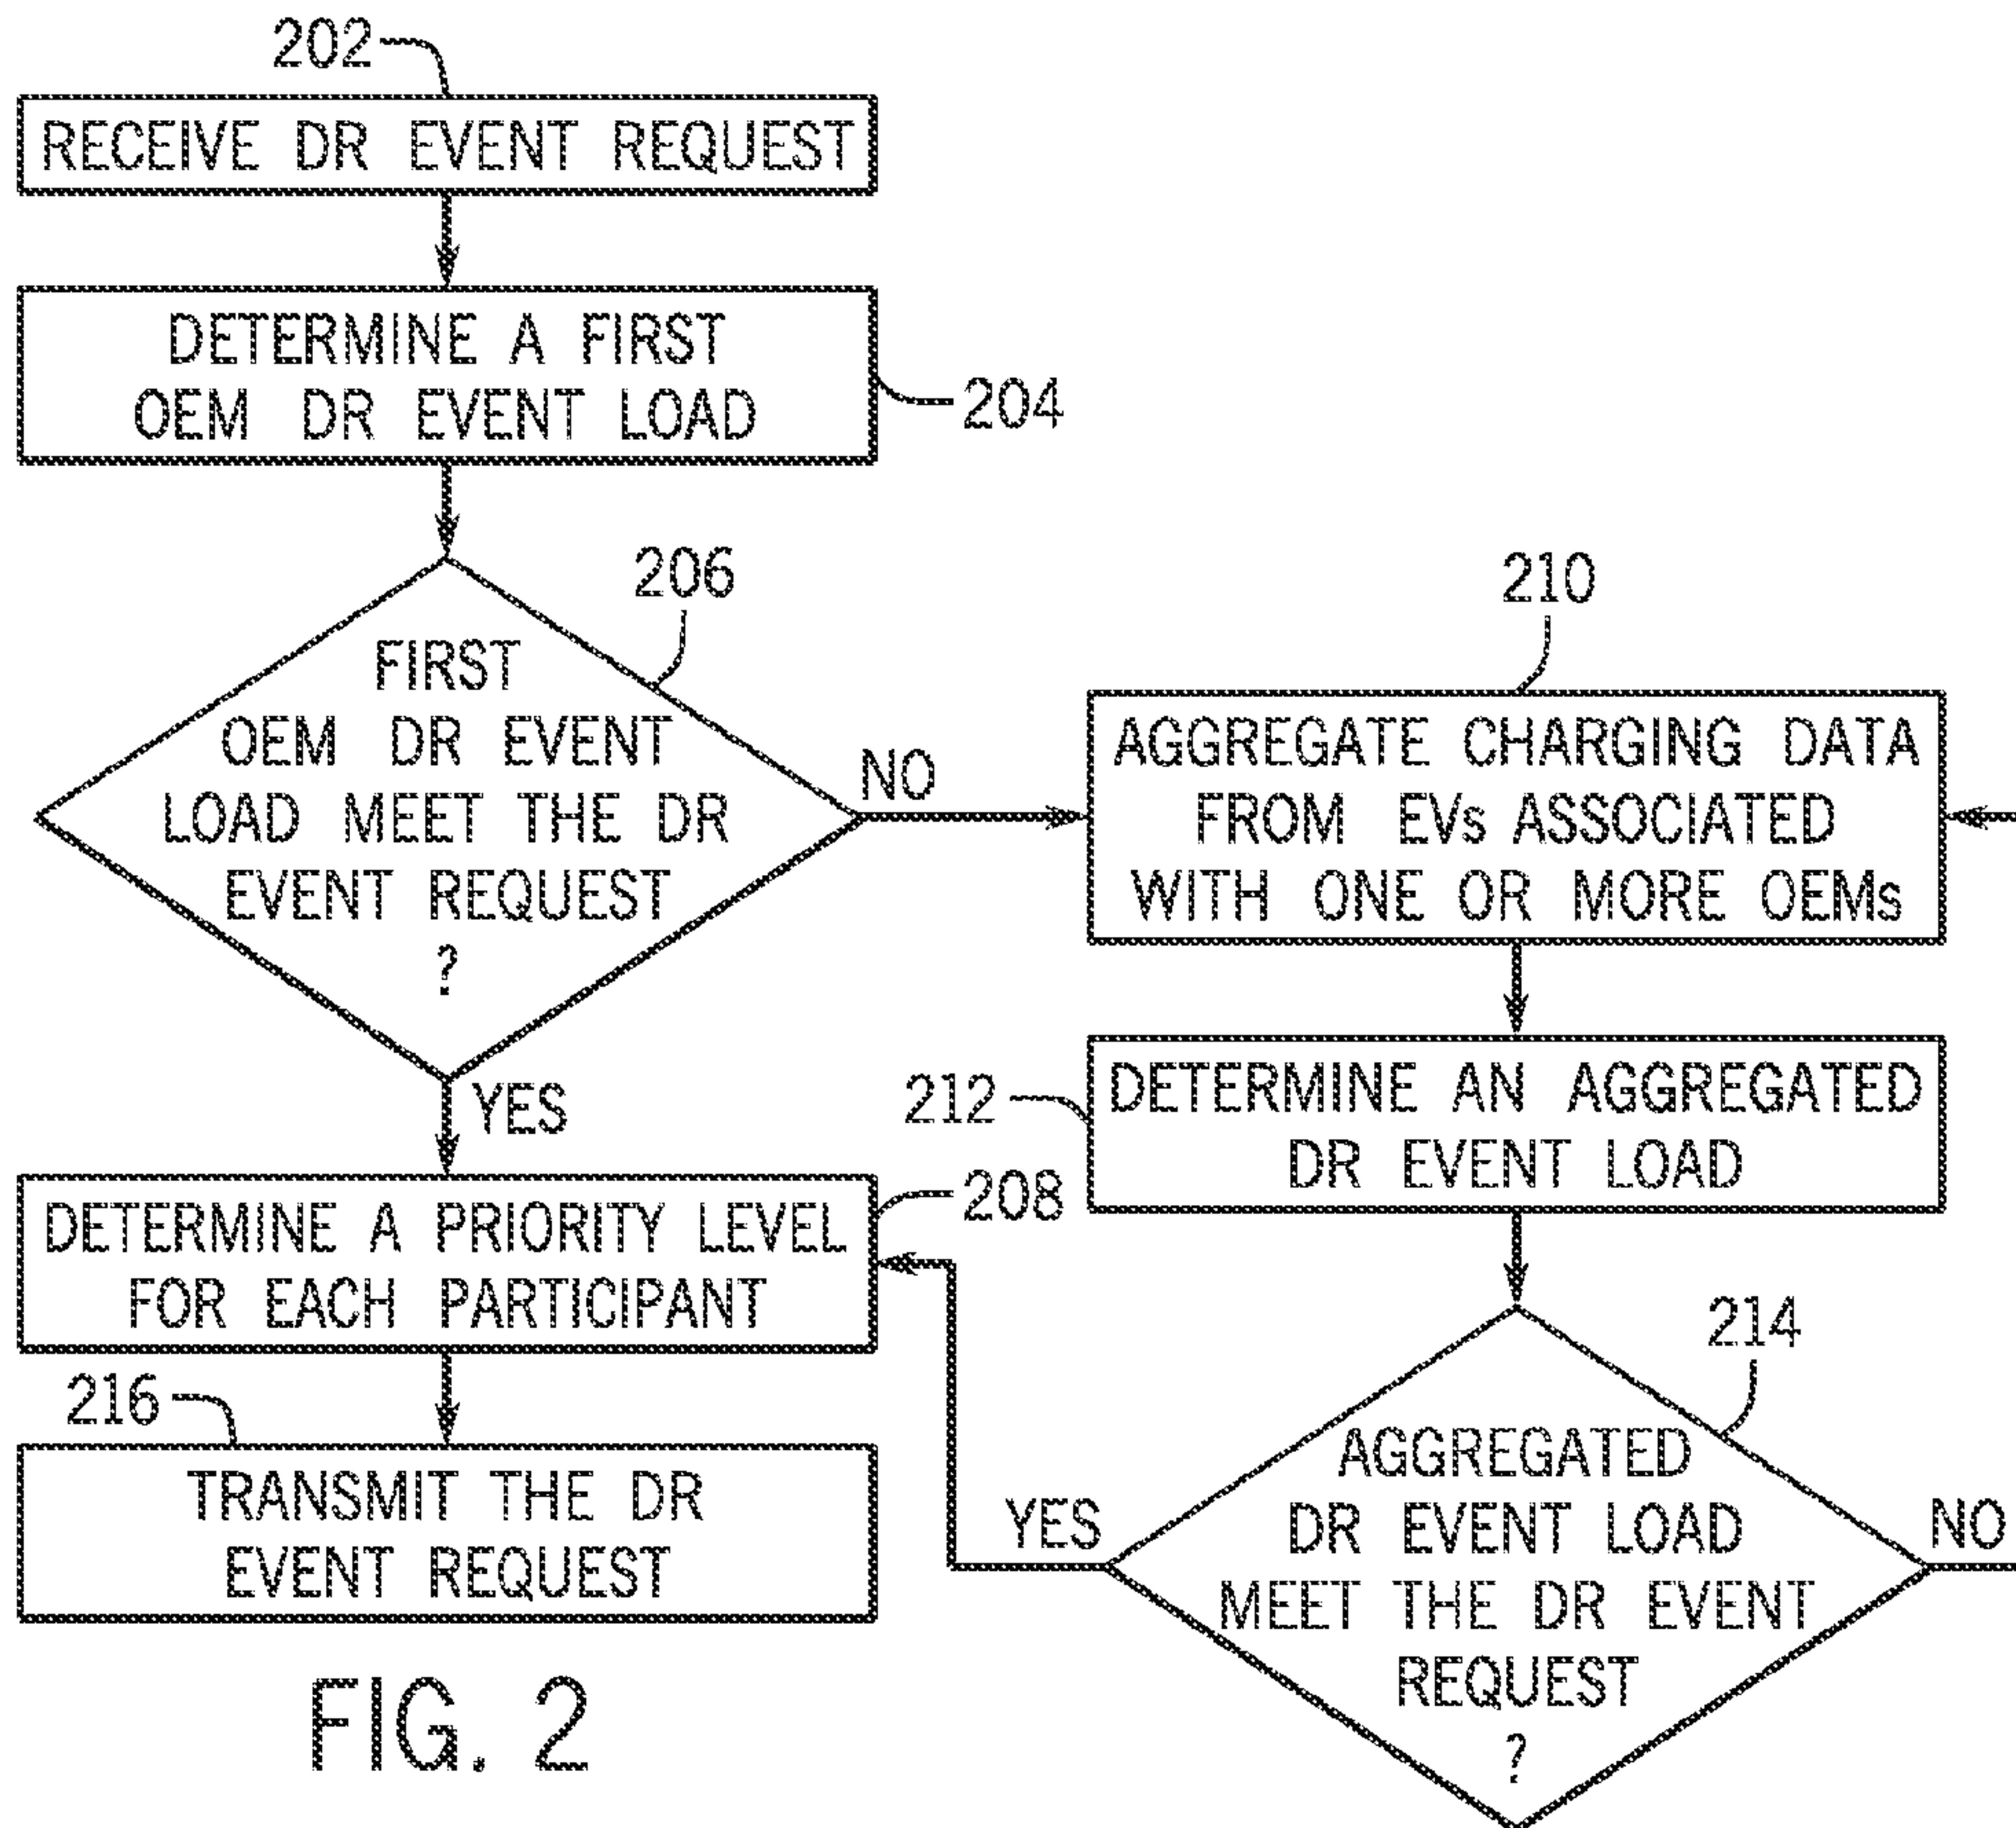 202
RECEIVE DR EVENT REQUEST
DETERMINE A FIRST
OEM DR EVENT LOAD
204
206
FIRST
OEM DR EVENT
LOAD MEET THE DR
EVENT REQUEST
?
NO
YES
210
AGGREGATE CHARGING DATA
FROM EVs ASSOCIATED
WITH ONE OR MORE OEMs
212
DETERMINE AN AGGREGATED
DR EVENT LOAD
208
DETERMINE A PRIORITY LEVEL
FOR EACH PARTICIPANT
214
AGGREGATED
DR EVENT LOAD
MEET THE DR EVENT
REQUEST
?
YES
NO
216
TRANSMIT THE DR
EVENT REQUEST
FIG. 2